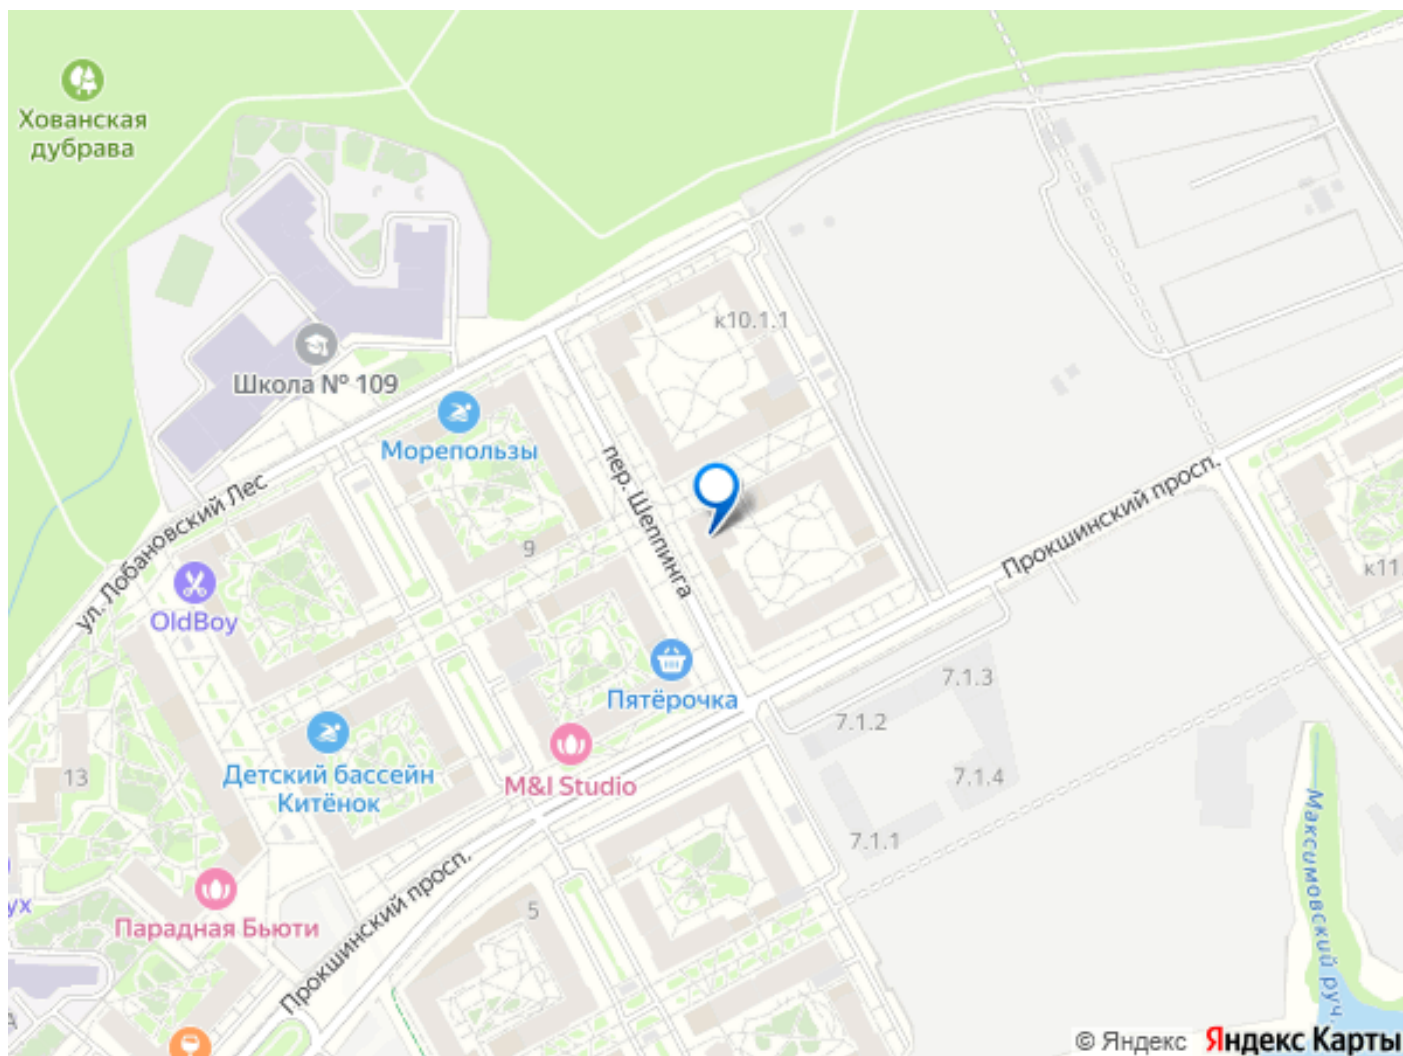 Хованская
дубрава
к10.1.1
Школа № 109
Морепользы
пер. Шеппинга
ул. Лобановский Лес
9
Прокшинский просп.
к11
OldBoy
Пятёрочка
7.1.3
7.1.2
13
Детский бассейн
Китёнок
M&I Studio
7.1.4
7.1.1
Максимовский руч.
ух
Парадная Бьюти
5
Прокшинский просп.
© Яндекс Яндекс Карты